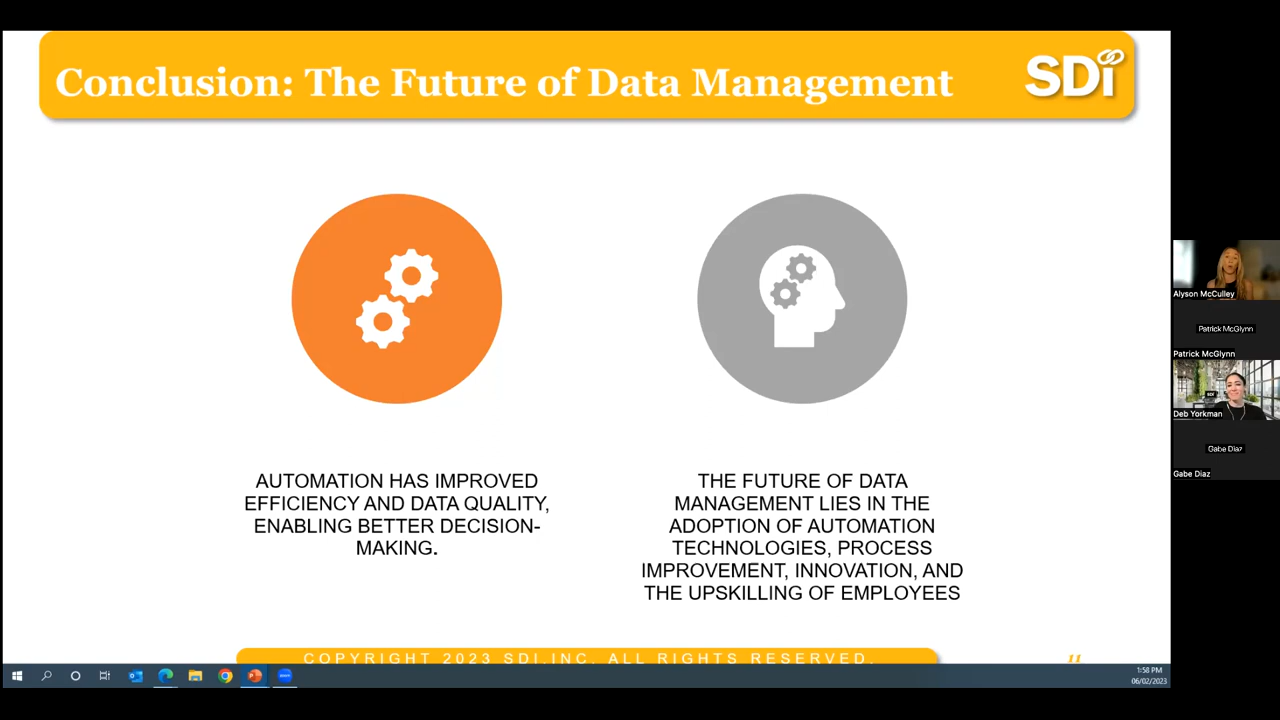 Conclusion: The Future of Data Management
SDi
AUTOMATION HAS IMPROVED
EFFICIENCY AND DATA QUALITY,
ENABLING BETTER DECISION-
MAKING.
THE FUTURE OF DATA
MANAGEMENT LIES IN THE
ADOPTION OF AUTOMATION
TECHNOLOGIES, PROCESS
IMPROVEMENT, INNOVATION, AND
THE UPSKILLING OF EMPLOYEES
COPYRIGHT 2023 SDI.INC. ALL RIGHTS RESERVED.
11
1:58 PM
06/02/2023
Alyson McCulley
Patrick McGlynn
Patrick McGlynn
SDI
Deb Yorkman
Gabe Diaz
Gabe Diaz